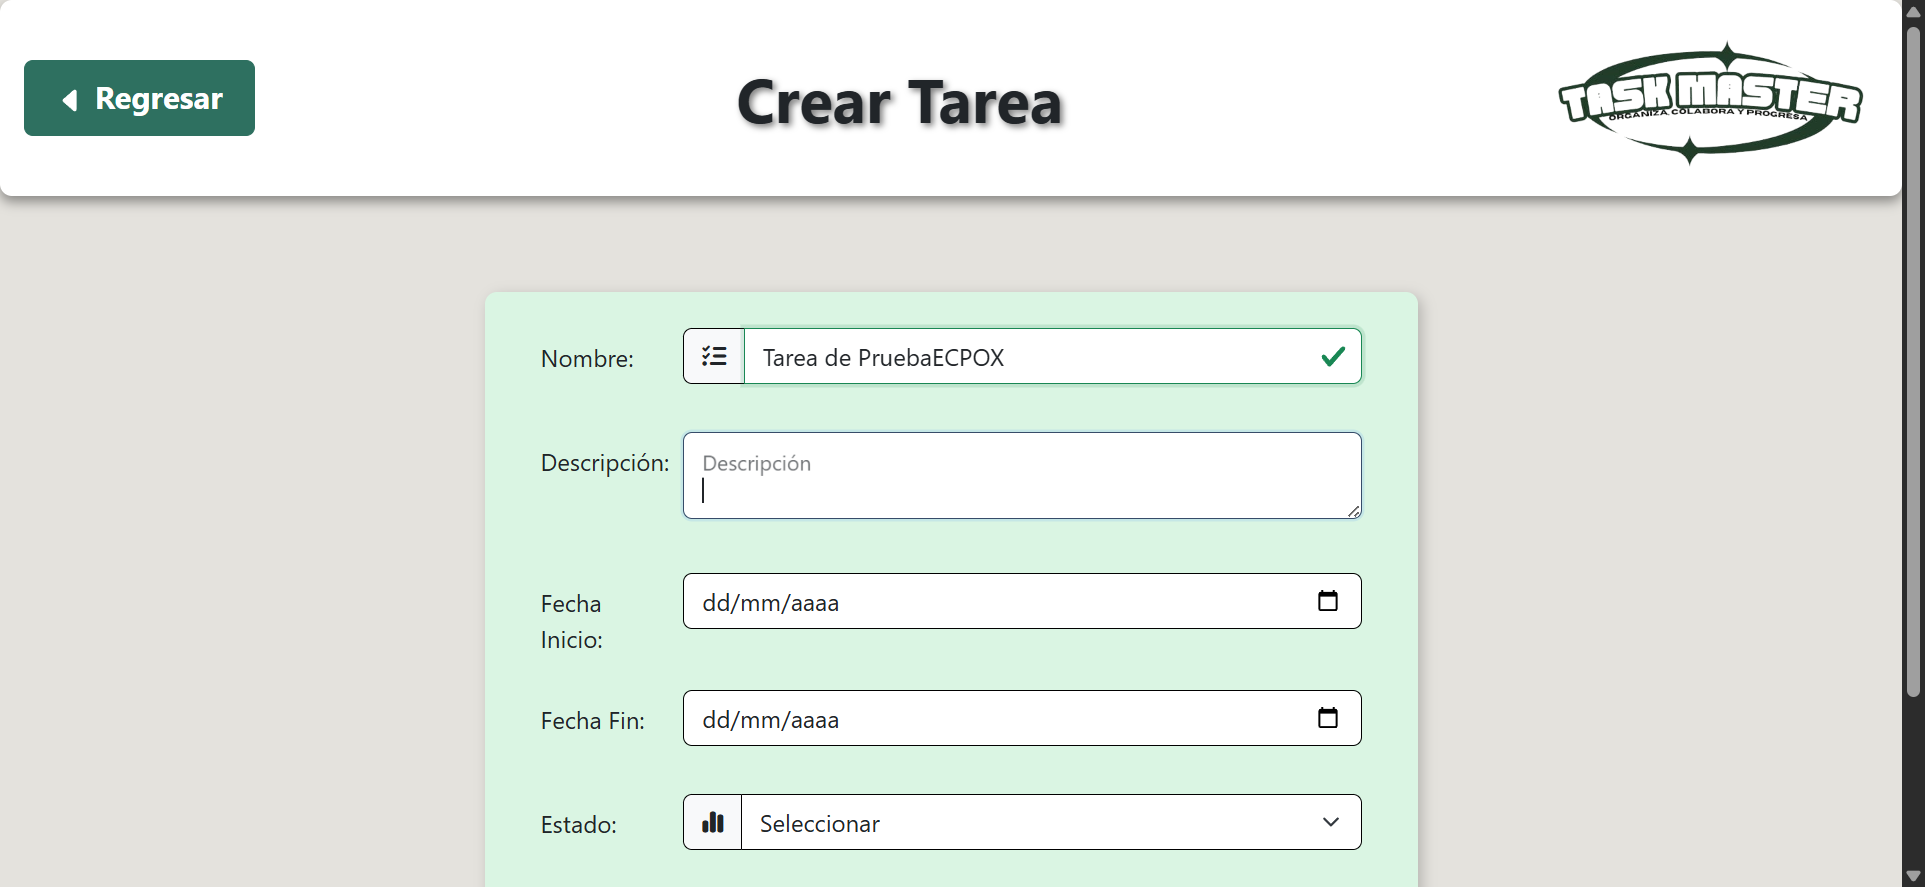 Regresar
Crear Tarea
TASK MASTER
ORGANIZA, COLABORA Y PROGRESA
Nombre:
Tarea de PruebaECPOX
Descripción:
Descripción
Fecha
Inicio:
dd/mm/aaaa
Fecha Fin:
dd/mm/aaaa
Estado:
Seleccionar